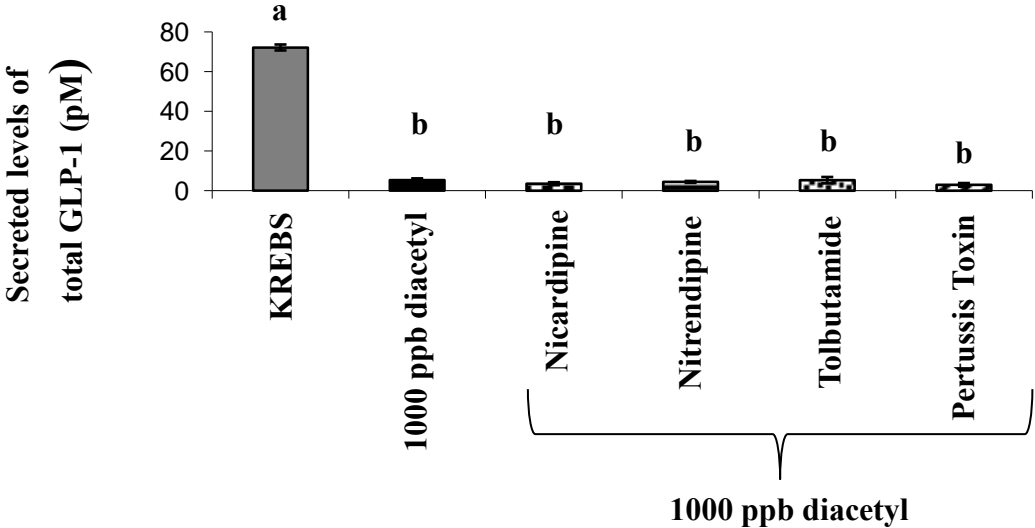 Secreted levels of
total GLP-1 (pM)
80
60
40
20
0
a
b
b
b
b
b
KREBS
1000 ppb diacetyl
Nicardipine
Nitrendipine
Tolbutamide
Pertussis Toxin
1000 ppb diacetyl